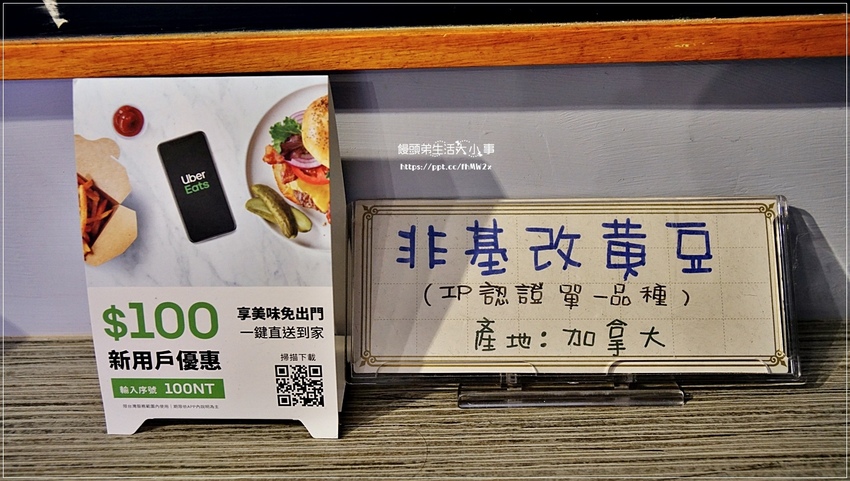 Uber
Eats
$100
新用戶優惠
輸入序號 100NT
享美味免出門
一鍵直送到家
掃描下載
饅頭弟生活大小事
https://ppt.cc/fhMW2x
非基改黃豆
(IP認證單一品種)
產地:加拿大